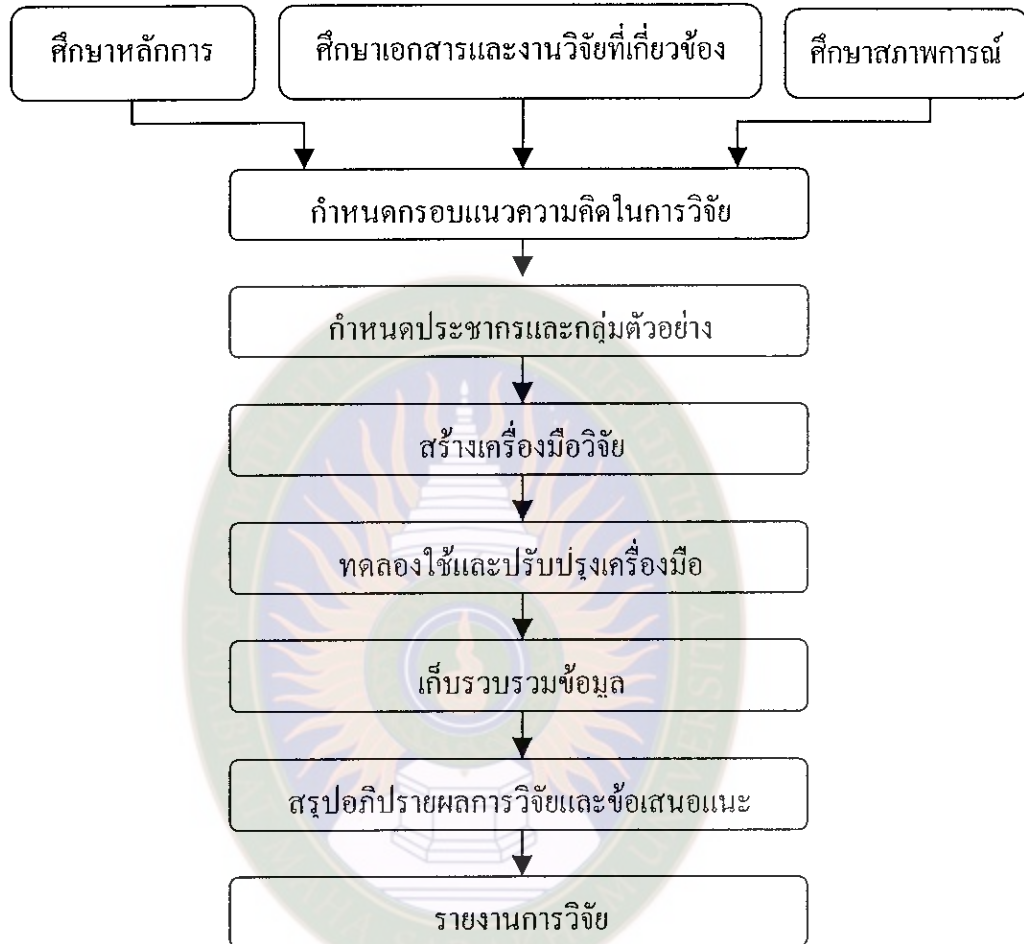 ศึกษาหลักการ
ศึกษาเอกสารและงานวิจัยที่เกี่ยวข้อง
ศึกษาสภาพการณ์
กำหนดกรอบแนวความคิดในการวิจัย
กำหนดประชากรและกลุ่มตัวอย่าง
สร้างเครื่องมือวิจัย
ทดลองใช้และปรับปรุงเครื่องมือ
เก็บรวบรวมข้อมูล
สรุปอภิปรายผลการวิจัยและข้อเสนอแนะ
รายงานการวิจัย